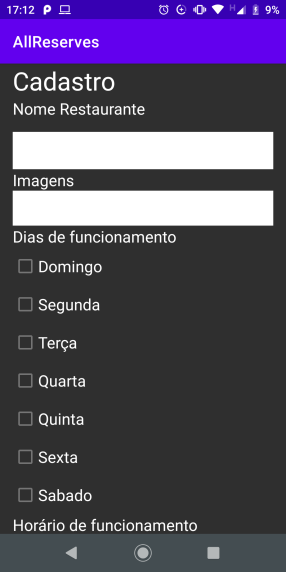 17:12
H
9%
AllReserves
Cadastro
Nome Restaurante
Imagens
Dias de funcionamento
Domingo
Segunda
Terça
Quarta
Quinta
Sexta
Sabado
Horário de funcionamento